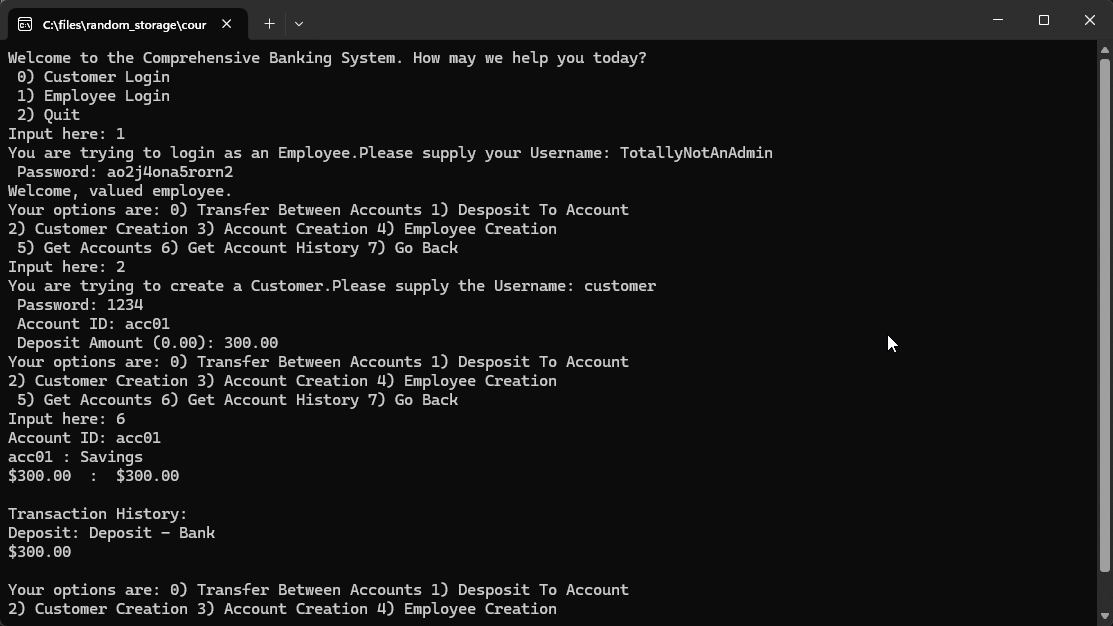 C:\files\random_storage\cour
Welcome to the Comprehensive Banking System. How may we help you today?
0) Customer Login
1) Employee Login
2) Quit
Input here: 1
You are trying to login as an Employee.Please supply your Username: TotallyNotAnAdmin
Password: ao2j4ona5rorn2
Welcome, valued employee.
Your options are: 0) Transfer Between Accounts 1) Desposit To Account
2) Customer Creation 3) Account Creation 4) Employee Creation
5) Get Accounts 6) Get Account History 7) Go Back
Input here: 2
You are trying to create a Customer.Please supply the Username: customer
Password: 1234
Account ID: acc01
Deposit Amount (0.00): 300.00
Your options are: 0) Transfer Between Accounts 1) Desposit To Account
2) Customer Creation 3) Account Creation 4) Employee Creation
5) Get Accounts 6) Get Account History 7) Go Back
Input here: 6
Account ID: acc01
acc01 : Savings
$300.00  :  $300.00
Transaction History:
Deposit: Deposit - Bank
$300.00
Your options are: 0) Transfer Between Accounts 1) Desposit To Account
2) Customer Creation 3) Account Creation 4) Employee Creation